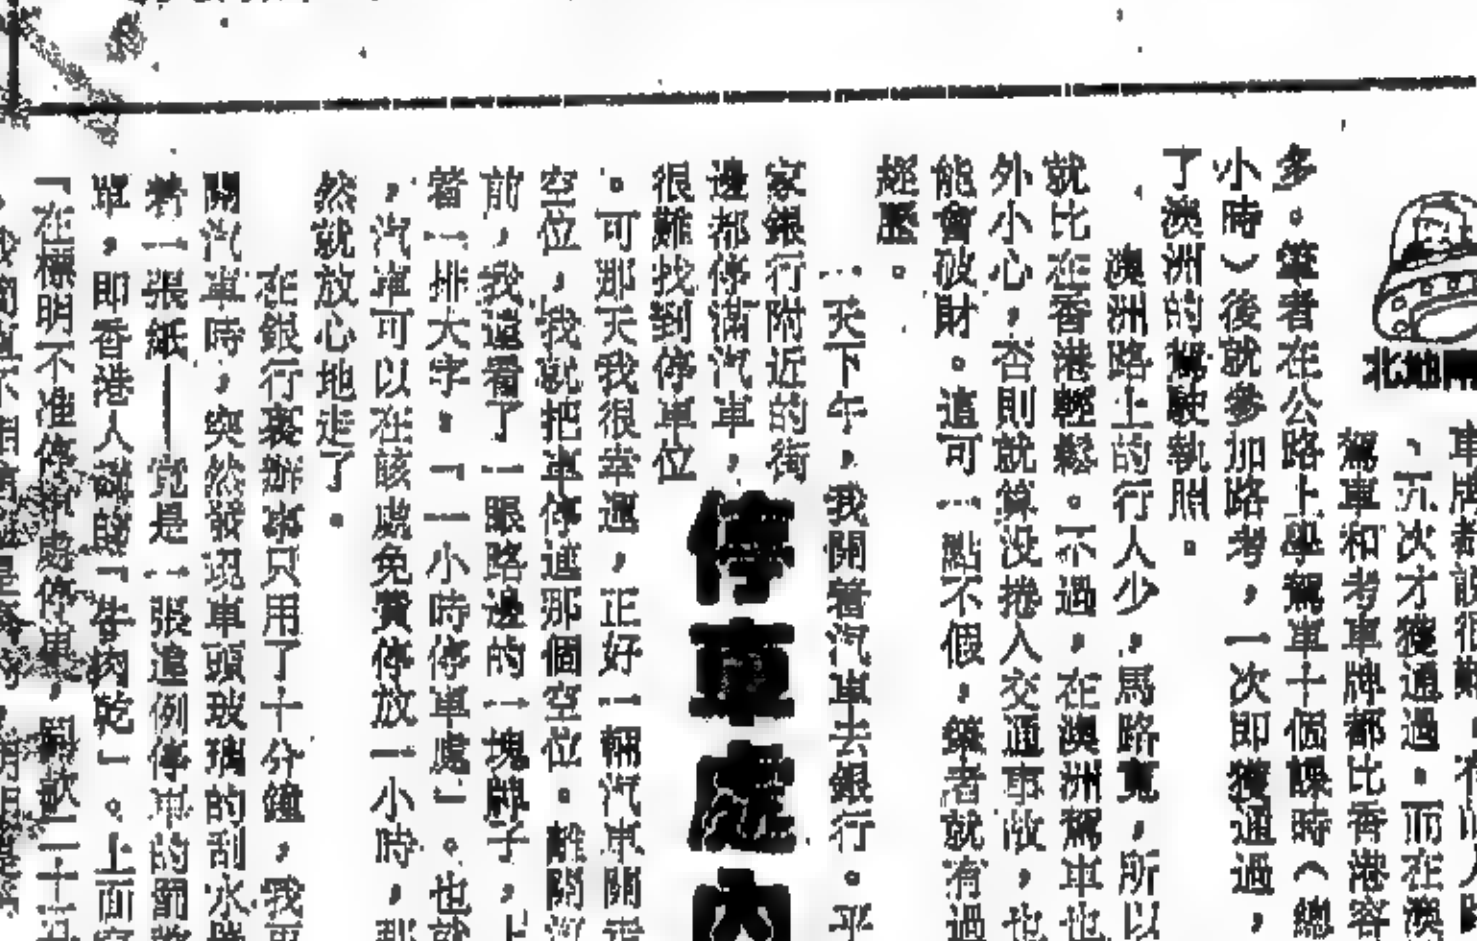 北地
車牌都說很難
、六次才獲通過。而在澳
駕車和考車牌都比香港容
多。筆者在公路上學駕車十個課時（總
小時）後就參加路考，一次即獲通過，
了澳洲的駕駛執照。
澳洲路上的行人少，馬路寬，所以
就比在香港輕鬆。不過，在澳洲駕車也
外小心，否則就算没捲入交通事故，也
能會破財。這可一點不假，筆者就有過
經歷。
一天下午，我開着汽車去銀行。平
家銀行附近的街
邊都停滿汽車，
很難找到停車位
停車處內
。可那天我很幸運，正好一輛汽車開走
空位，我就把車停進那個空位。離開汽
前，我還看了一眼路邊的一塊牌子，上
着一排大字：「一小時停車處」。也就
，汽車可以在該處免費停放一小時，那
然就放心地走了。
在銀行裏辦事只用了十分鐘，我再
開汽車時，突然發現車頭玻璃的刮水
着一張紙——竟是一張違例停車的罰
單，即香港人謔的「牛肉乾」。上面
「在標明不准停車處停車，罰款二十